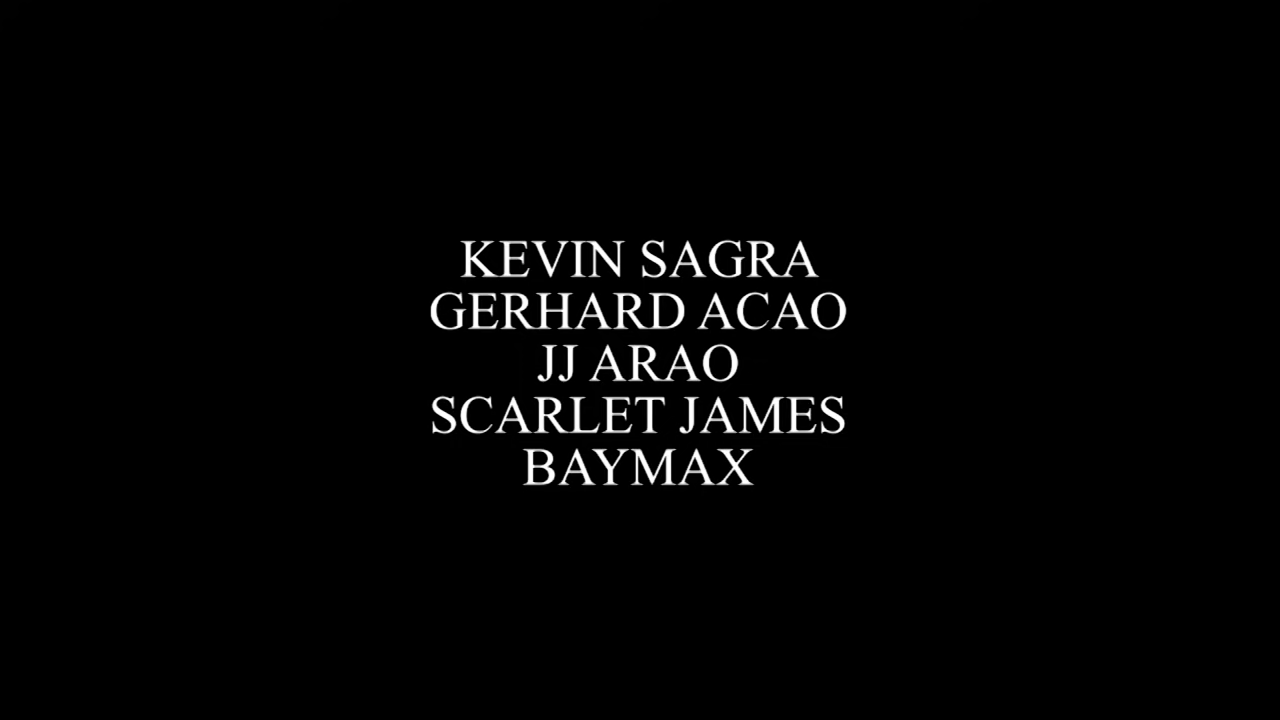 KEVIN SAGRA
GERHARD ACAO
JJ ARAO
SCARLET JAMES
BAYMAX